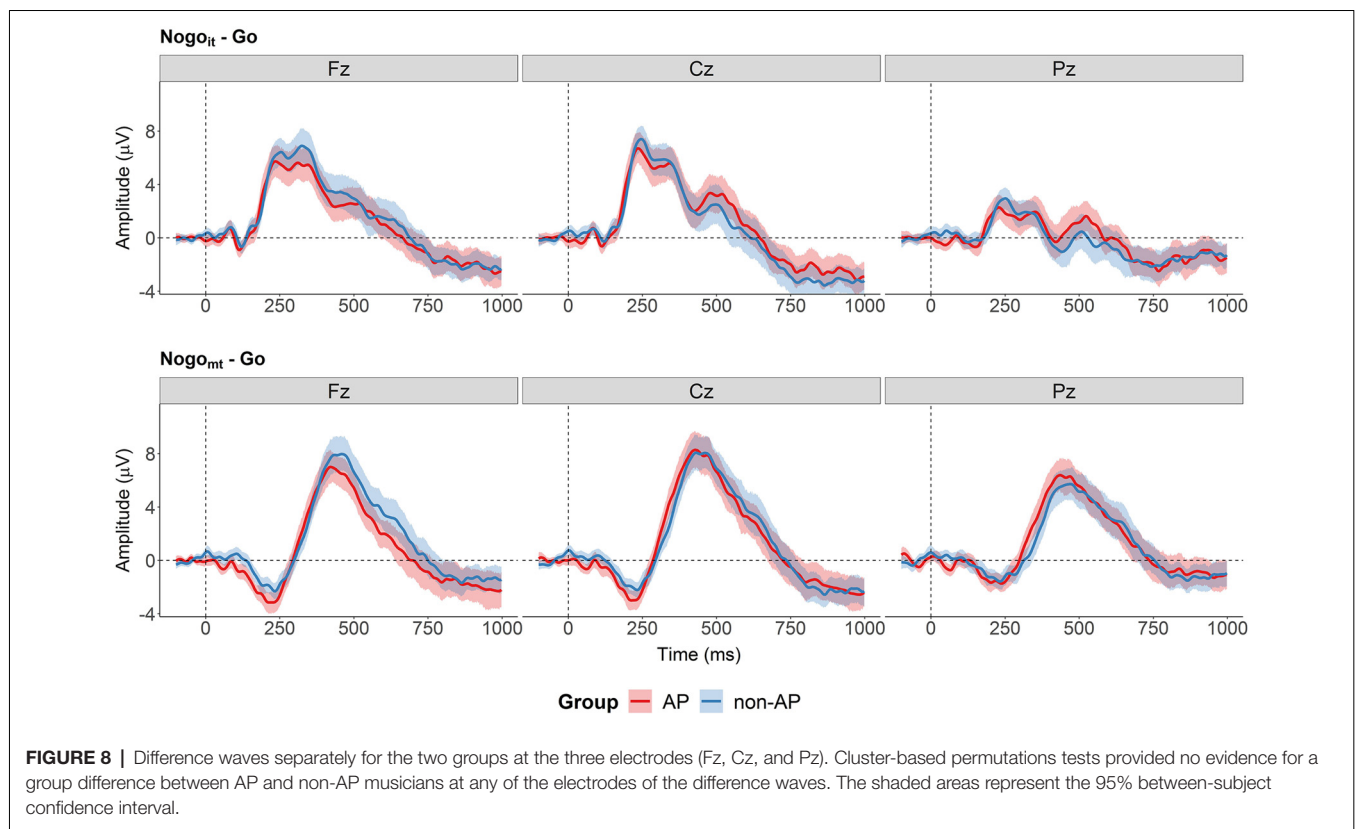 Nogoit - Go
Fz Cz Pz
Amplitude (µV)
8
4
0
-4
0 250 500 750 1000 0 250 500 750 1000 0 250 500 750 1000
Nogomt - Go
Fz Cz Pz
Amplitude (µV)
8
4
0
-4
0 250 500 750 1000 0 250 500 750 1000 0 250 500 750 1000
Time (ms)
Group AP non-AP
FIGURE 8 | Difference waves separately for the two groups at the three electrodes (Fz, Cz, and Pz). Cluster-based permutations tests provided no evidence for a
group difference between AP and non-AP musicians at any of the electrodes of the difference waves. The shaded areas represent the 95% between-subject
confidence interval.